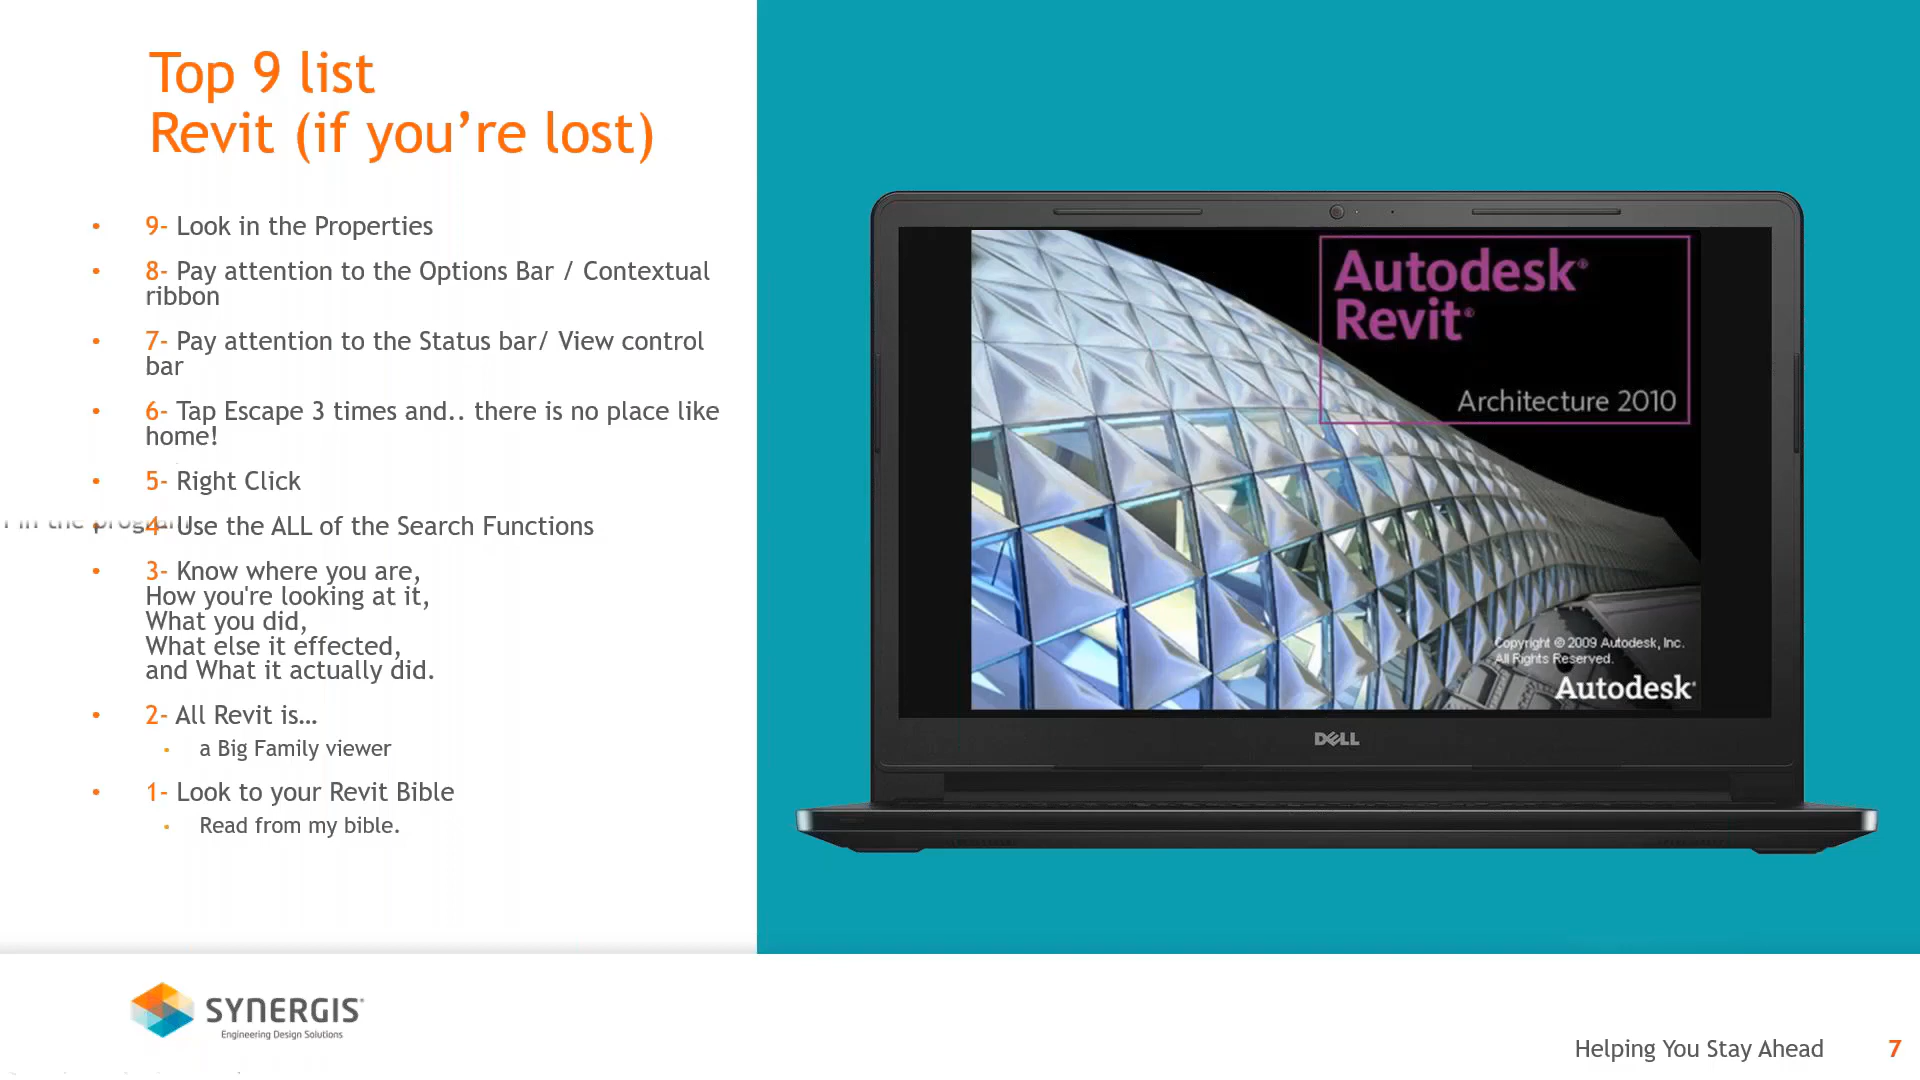 Top 9 list
Revit (if you’re lost)
• 9- Look in the Properties
• 8- Pay attention to the Options Bar / Contextual
ribbon
• 7- Pay attention to the Status bar/ View control
bar
• 6- Tap Escape 3 times and.. there is no place like
home!
• 5- Right Click
• 4- Use the ALL of the Search Functions
• 3- Know where you are,
How you're looking at it,
What you did,
What else it effected,
and What it actually did.
• 2- All Revit is…
• a Big Family viewer
• 1- Look to your Revit Bible
• Read from my bible.
Autodesk®
Revit®
Architecture 2010
Copyright © 2009 Autodesk, Inc.
All Rights Reserved.
Autodesk®
DELL
SYNERGIS®
Engineering Design Solutions
Helping You Stay Ahead
7